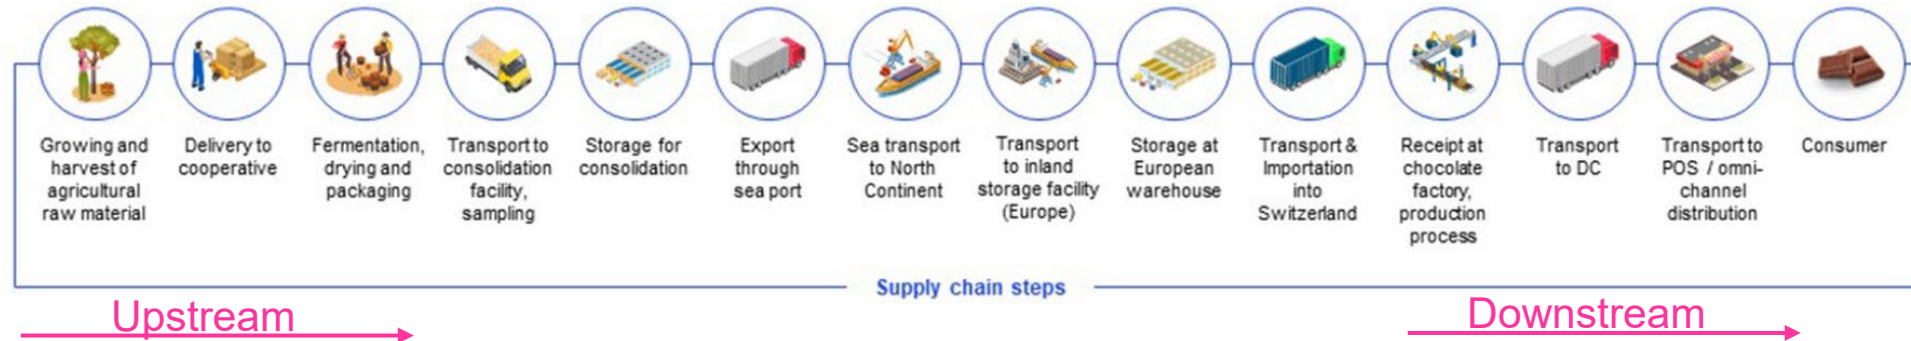 Growing and
harvest of
agricultural
raw material
Delivery to
cooperative
Fermentation,
drying and
packaging
Transport to
consolidation
facility,
sampling
Storage for
consolidation
Export
through
sea port
Sea transport
to North
Continent
Transport
to inland
storage facility
(Europe)
Storage at
European
warehouse
Transport &
Importation
into
Switzerland
Receipt at
chocolate
factory,
production
process
Transport
to DC
Transport to
POS / omni-
channel
distribution
Consumer
Supply chain steps
Upstream
Downstream